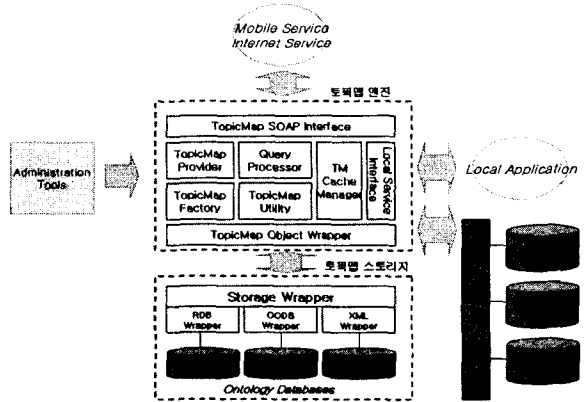 Mobile Service
Internet Service
토픽맵 엔진
TopicMap SOAP Interface
Administration
Tools
TopicMap
Provider
Query
Processor
TM
Cache
Manager
Local Service
Interface
TopicMap
Factory
TopicMap
Utility
Local Application
TopicMap Object Wrapper
토픽맵 스토리지
Storage Wrapper
RDB
Wrapper
OODB
Wrapper
XML
Wrapper
Ontology Databases